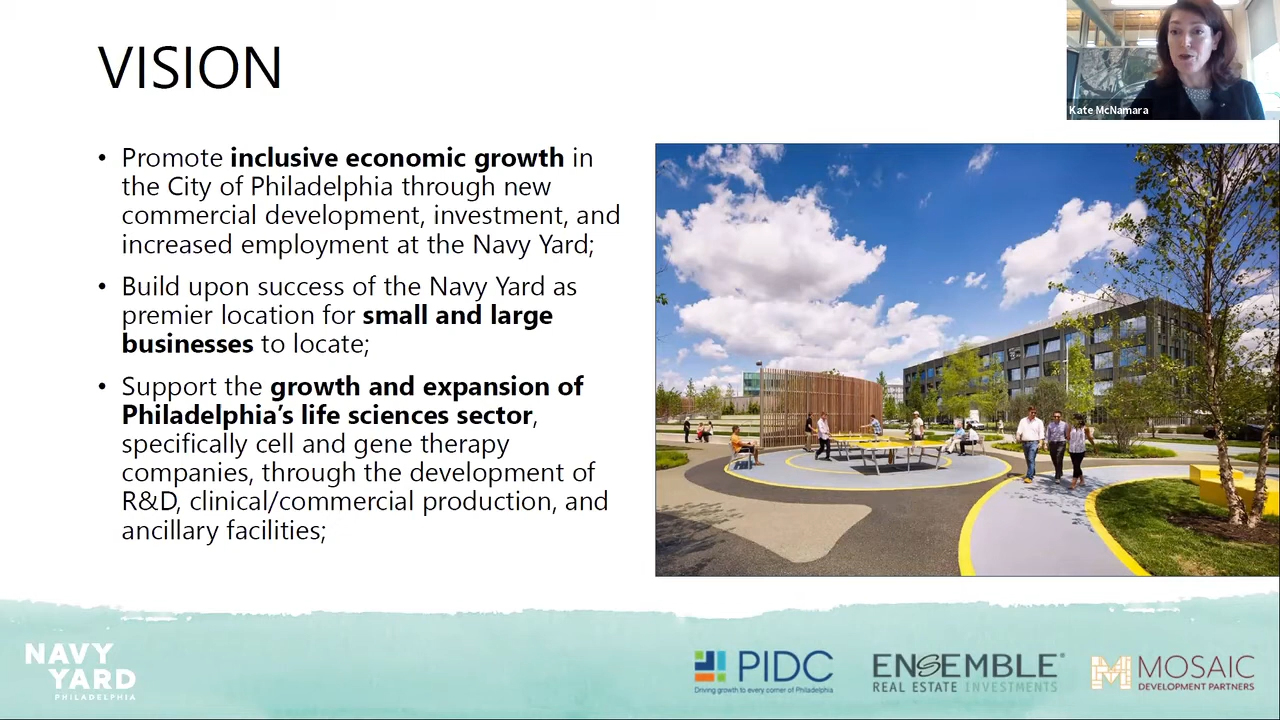 VISION
Kate McNamara
• Promote inclusive economic growth in
the City of Philadelphia through new
commercial development, investment, and
increased employment at the Navy Yard;
• Build upon success of the Navy Yard as
premier location for small and large
businesses to locate;
• Support the growth and expansion of
Philadelphia's life sciences sector,
specifically cell and gene therapy
companies, through the development of
R&D, clinical/commercial production, and
ancillary facilities;
NAVY
YARD
PHILADELPHIA
PIDC
Driving growth to every corner of Philadelphia
ENSEMBLE®
REAL ESTATE INVESTMENTS
MOSAIC
DEVELOPMENT PARTNERS